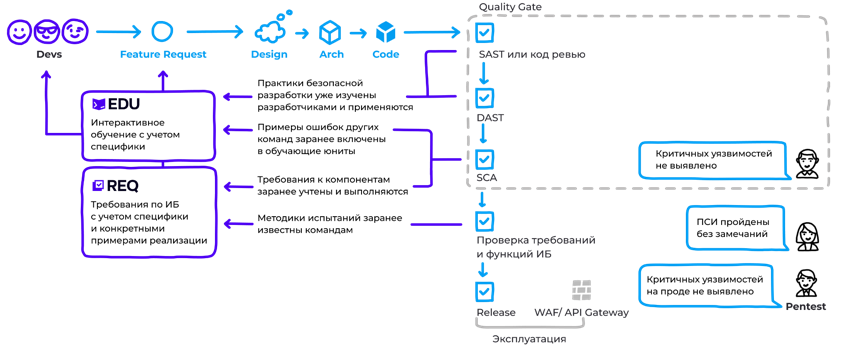 Quality Gate
Devs
Feature Request
Design
Arch
Code
SAST или код ревью
Практики безопасной
разработки уже изучены
разработчиками и применяются
EDU
Интерактивное
обучение с учетом
специфики
DAST
Примеры ошибок других
команд заранее включены
в обучающие юниты
Критичных уязвимостей
не выявлено
SCA
REQ
Требования по ИБ
с учетом специфики
и конкретными
примерами реализации
Требования к компонентам
заранее учтены и выполняются
Методики испытаний заранее
известны командам
ПСИ пройдены
без замечаний
Проверка требований
и функций ИБ
Критичных уязвимостей
на проде не выявлено
Pentest
Release
WAF/ API Gateway
Эксплуатация